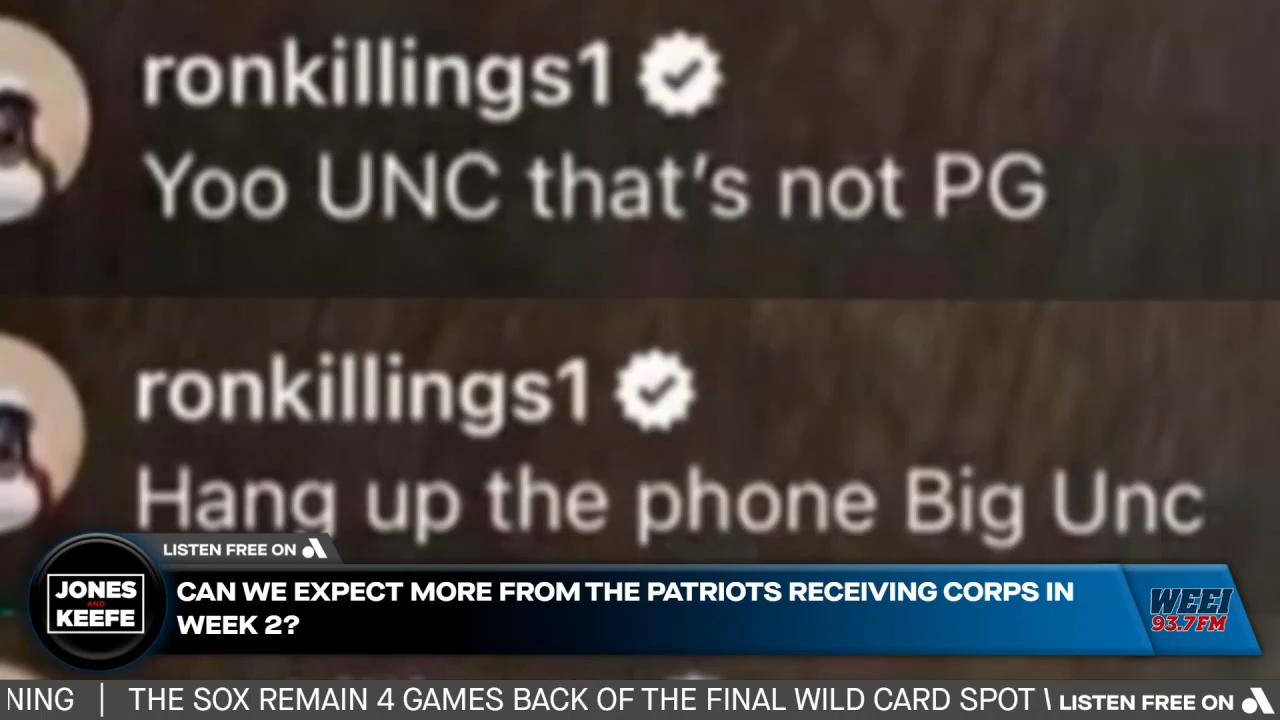 ronkillings1
Yoo UNC that's not PG
ronkillings1
Hang up the phone Big Unc
LISTEN FREE ON
JONES
AND
KEEFE
CAN WE EXPECT MORE FROM THE PATRIOTS RECEIVING CORPS IN
WEEK 2?
WEEI
93.7FM
NING | THE SOX REMAIN 4 GAMES BACK OF THE FINAL WILD CARD SPOT \ LISTEN FREE ON